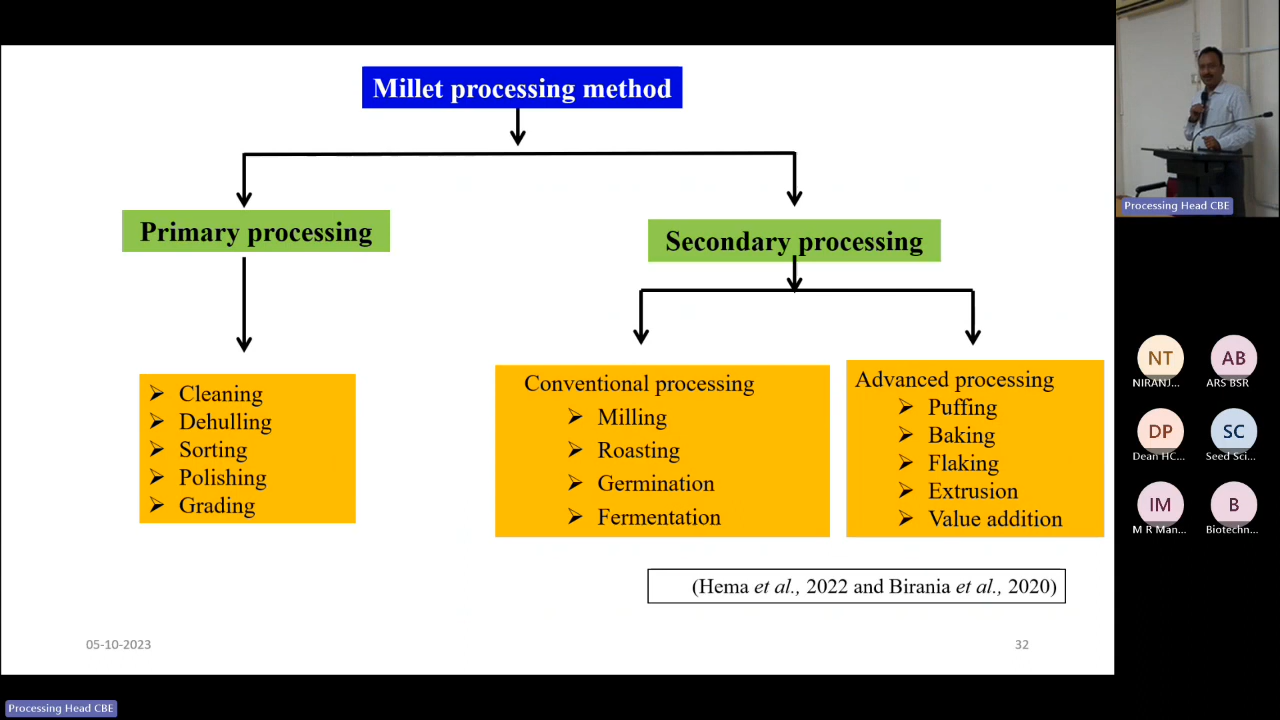 Millet processing method
Primary processing
Secondary processing
➢ Cleaning
➢ Dehulling
➢ Sorting
➢ Polishing
➢ Grading
Conventional processing
➢ Milling
➢ Roasting
➢ Germination
➢ Fermentation
Advanced processing
➢ Puffing
➢ Baking
➢ Flaking
➢ Extrusion
➢ Value addition
(Hema et al., 2022 and Birania et al., 2020)
05-10-2023
32
Processing Head CBE
NT
NIRANJ...
AB
ARS BSR
DP
Dean HC...
SC
Seed Sci...
IM
M R Man...
B
Biotechn...
Processing Head CBE